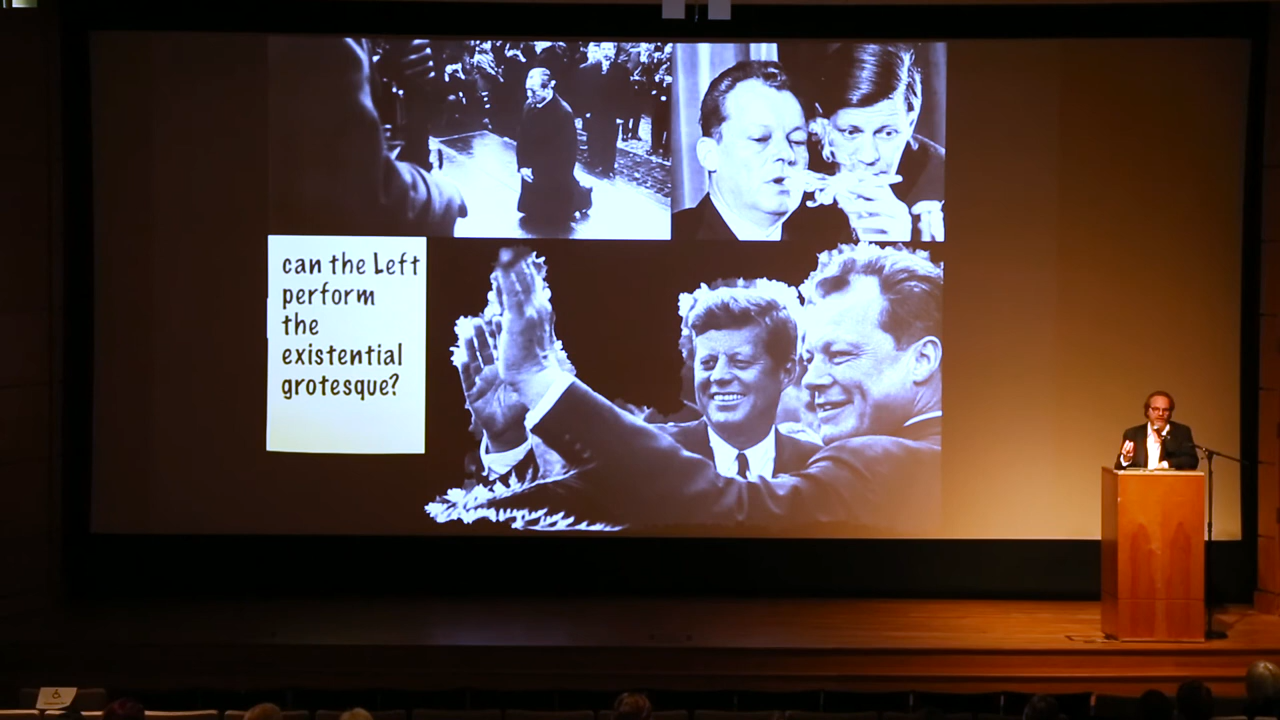 can the Left
perform
the
existential
grotesque?